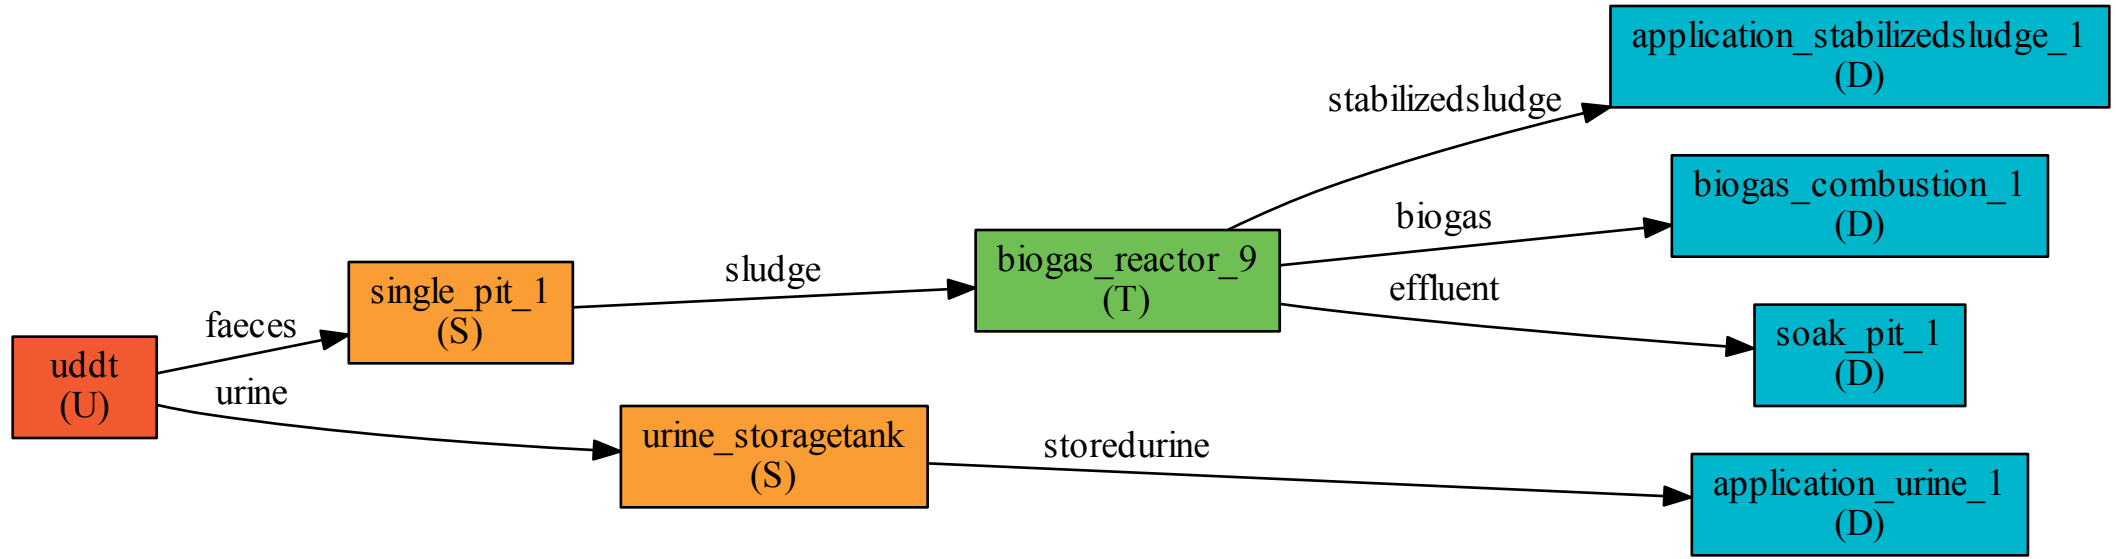 uddt
(U)
faeces
urine
single_pit_1
(S)
urine_storagetank
(S)
sludge
storedurine
biogas_reactor_9
(T)
stabilizedsludge
biogas
effluent
application_stabilizedsludge_1
(D)
biogas_combustion_1
(D)
soak_pit_1
(D)
application_urine_1
(D)